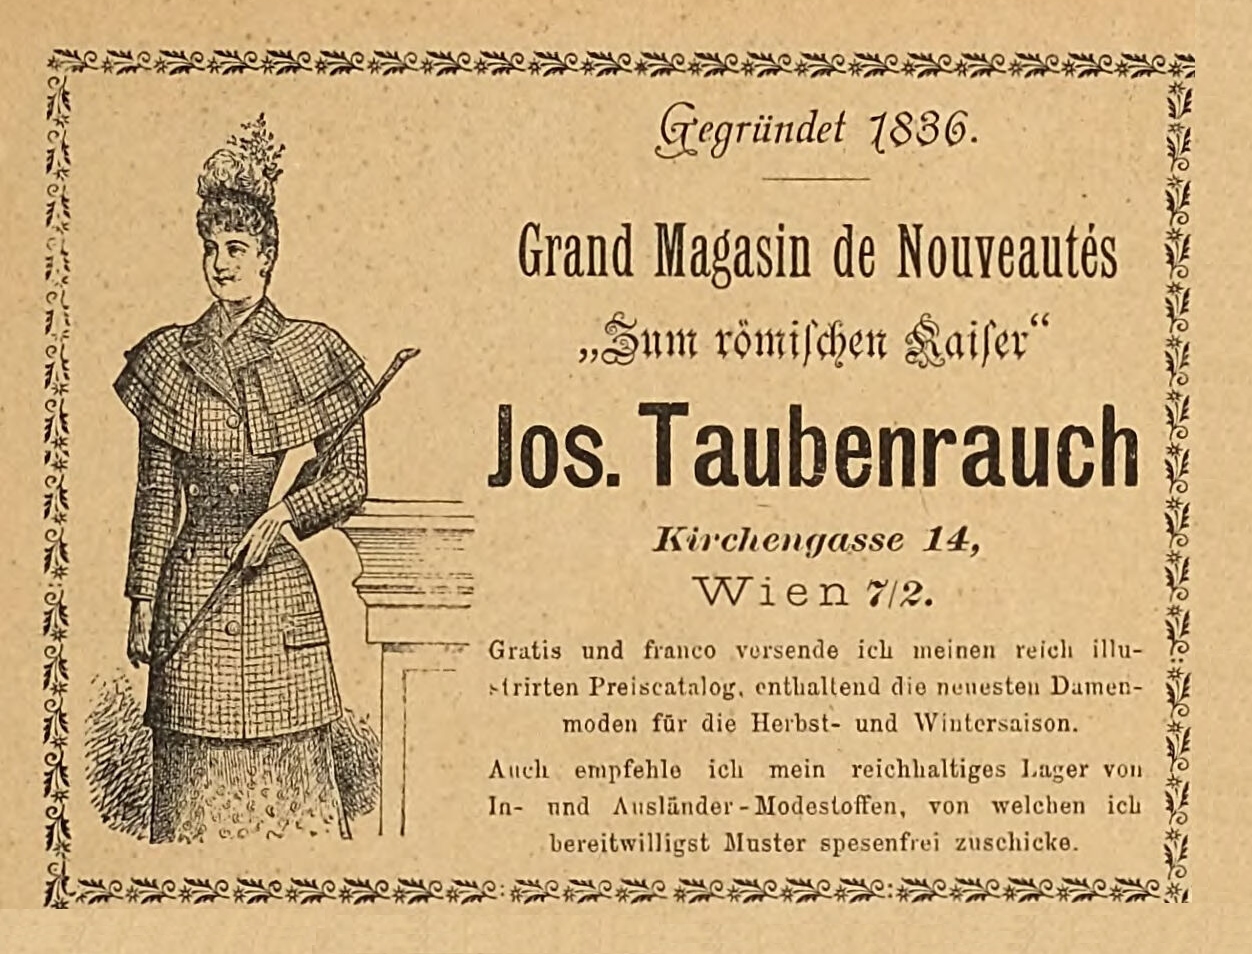 Gegründet 1836.
Grand Magasin de Nouveautés
„Zum römiſchen Kaiſer“
Jos. Taubenrauch
Kirchengasse 14,
Wien 7/2.
Gratis und franco versende ich meinen reich illu-
strirten Preiscatalog, enthaltend die neuesten Damen-
moden für die Herbst- und Wintersaison.
Auch empfehle ich mein reichhaltiges Lager von
In- und Ausländer-Modestoffen, von welchen ich
bereitwilligst Muster spesenfrei zuschicke.